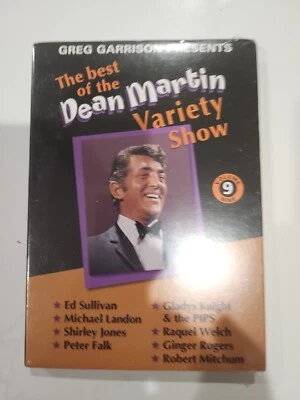 GREG GARRISON PRESENTS
The best
of the
Dean Martin
Variety
Show
VOLUME
9
Ed Sullivan
Michael Landon
Shirley Jones
Peter Falk
Gladys Knight
& the PIPS
Raquel Welch
Ginger Rogers
Robert Mitchum